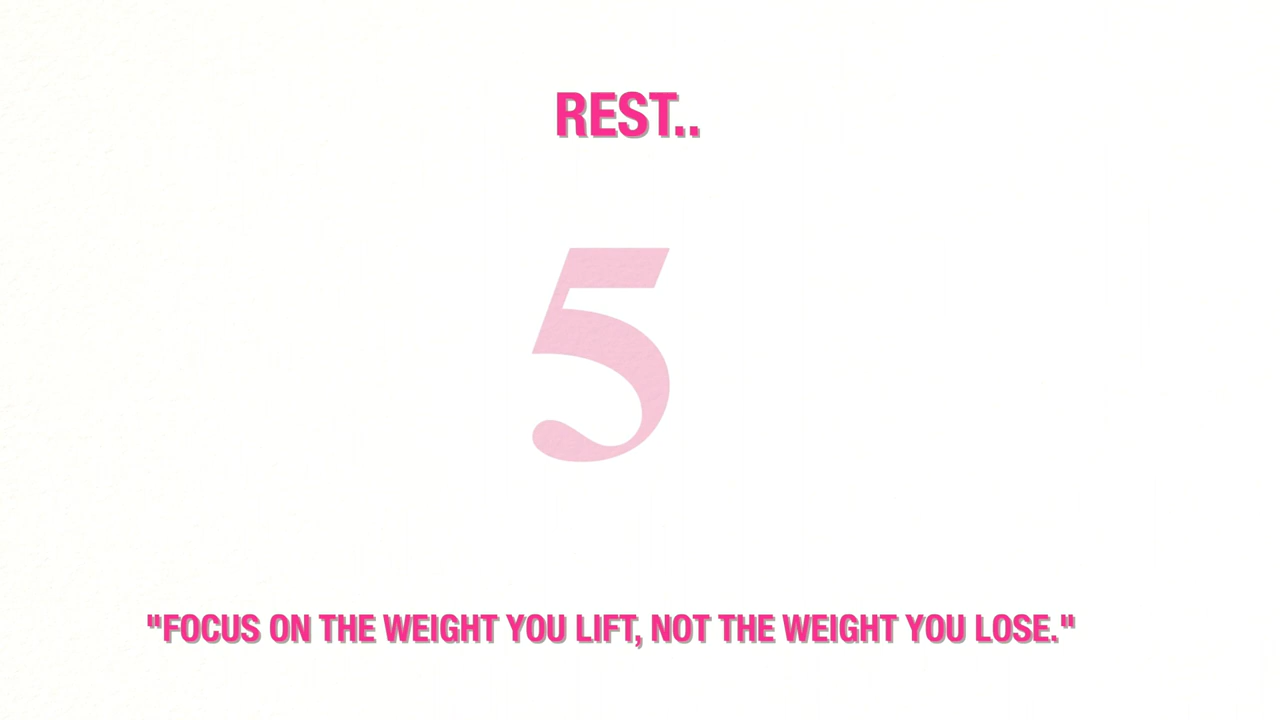 REST..
5
"FOCUS ON THE WEIGHT YOU LIFT, NOT THE WEIGHT YOU LOSE."